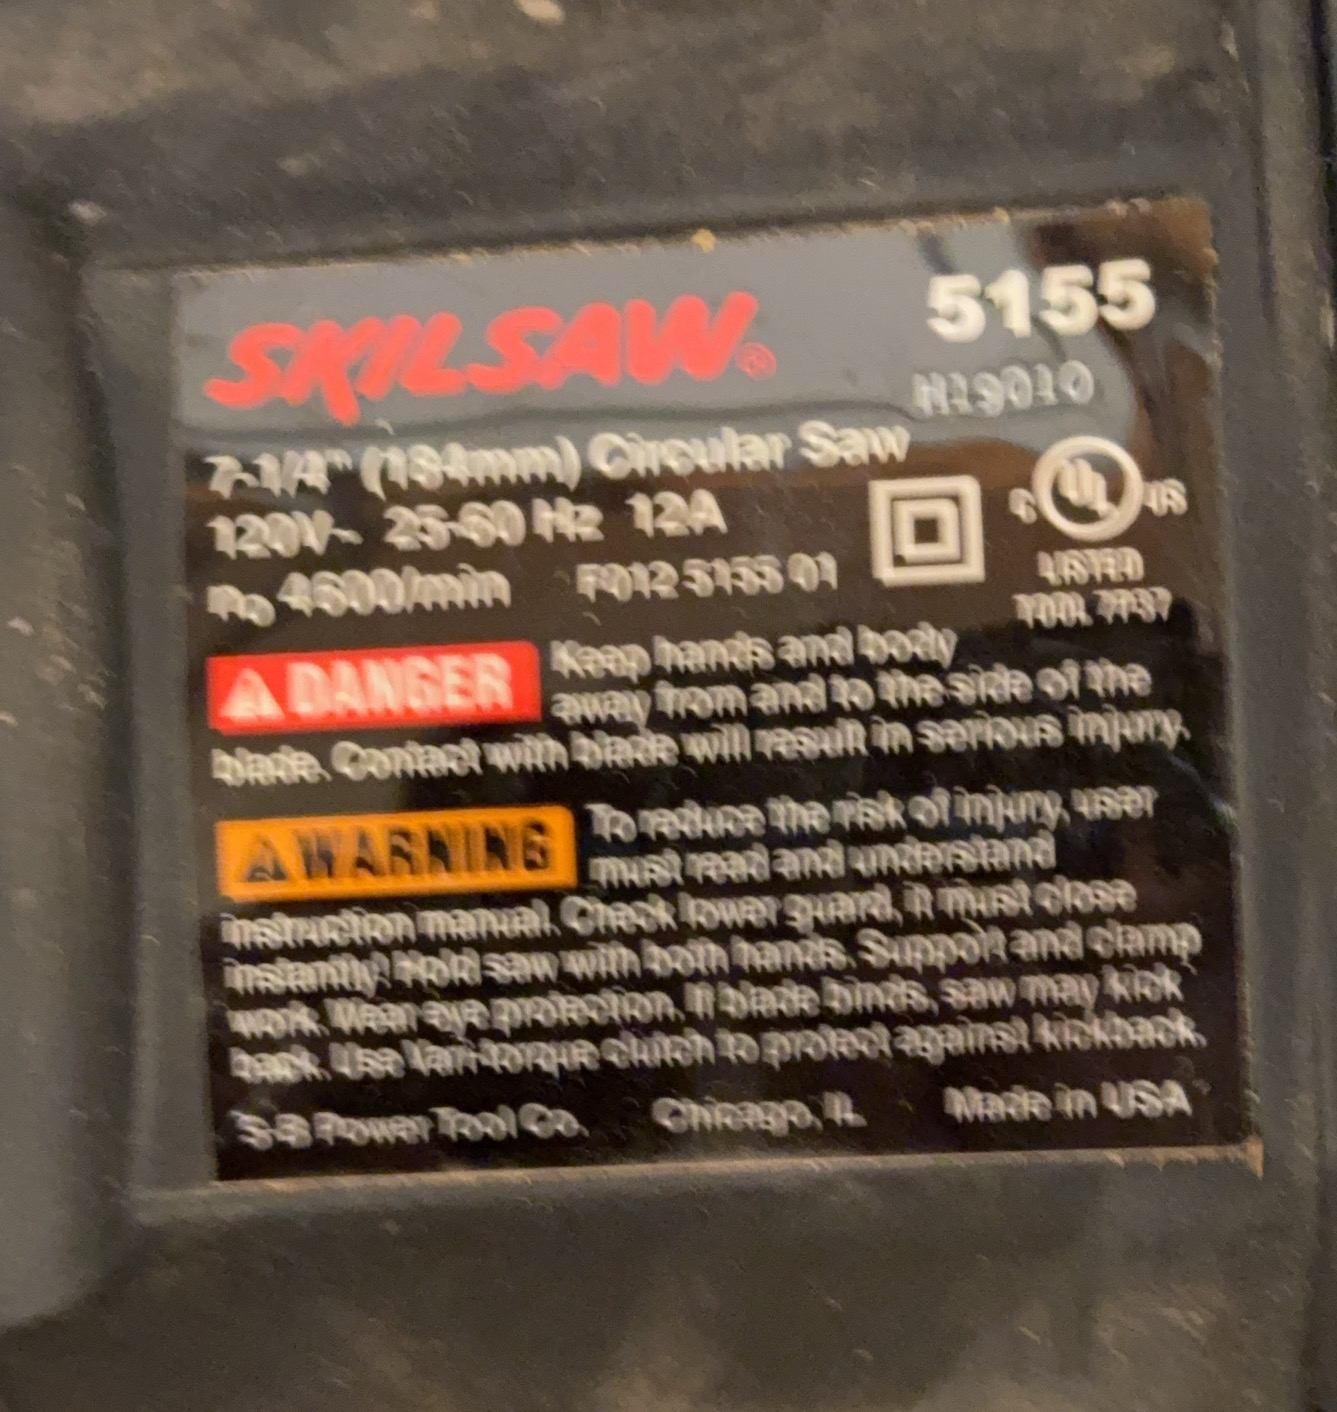 SKILSAW® 5155
7-1/4" (184mm) Circular Saw
120V~ 25-60 Hz 12A
n₀ 4600/min F012 5155 01
C UL US
LISTED
TOOL
DANGER Keep hands and body
away from and to the side of the
blade. Contact with blade will result in serious injury.
WARNING To reduce the risk of injury, user
must read and understand
instruction manual. Check lower guard, it must close
instantly! Hold saw with both hands. Support and clamp
work. Wear eye protection. If blade binds, saw may kick
back. Use Vari-torque clutch to protect against kickback.
S-B Power Tool Co. Chicago, IL Made in USA